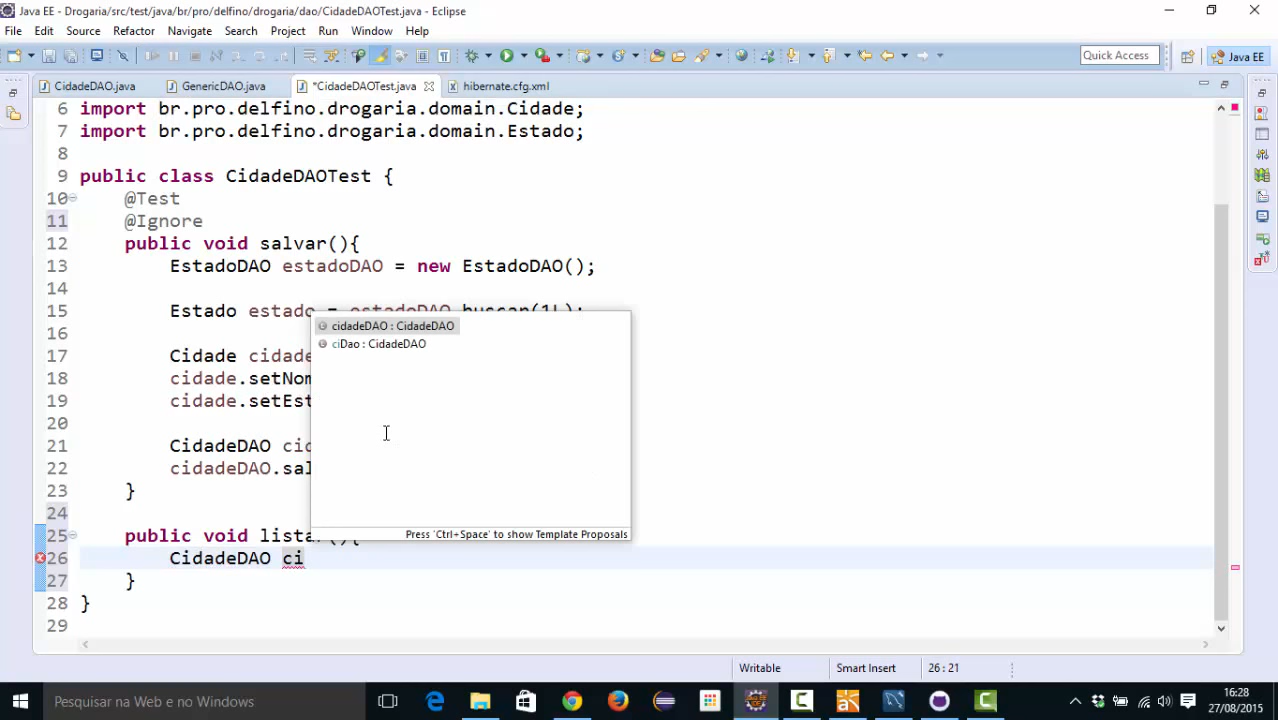 Java EE - Drogaria/src/test/java/br/pro/delfino/drogaria/dao/CidadeDAOTest.java - Eclipse
File Edit Source Refactor Navigate Search Project Run Window Help
Quick Access Java EE
CidadeDAO.java GenericDAO.java *CidadeDAOTest.java hibernate.cfg.xml
6 import br.pro.delfino.drogaria.domain.Cidade;
7 import br.pro.delfino.drogaria.domain.Estado;
8
9 public class CidadeDAOTest {
10 @Test
11 @Ignore
12 public void salvar(){
13 EstadoDAO estadoDAO = new EstadoDAO();
14
15 Estado estado = estadoDAO.buscar(1L);
16
17 Cidade cidade
18 cidade.setNom
19 cidade.setEst
20
21 CidadeDAO cid
22 cidadeDAO.sal
23 }
24
25 public void listar(){
26 CidadeDAO ci
27 }
28 }
29
cidadeDAO : CidadeDAO
ciDao : CidadeDAO
Press 'Ctrl+Space' to show Template Proposals
Writable Smart Insert 26 : 21
Pesquisar na Web e no Windows
16:28
27/08/2015